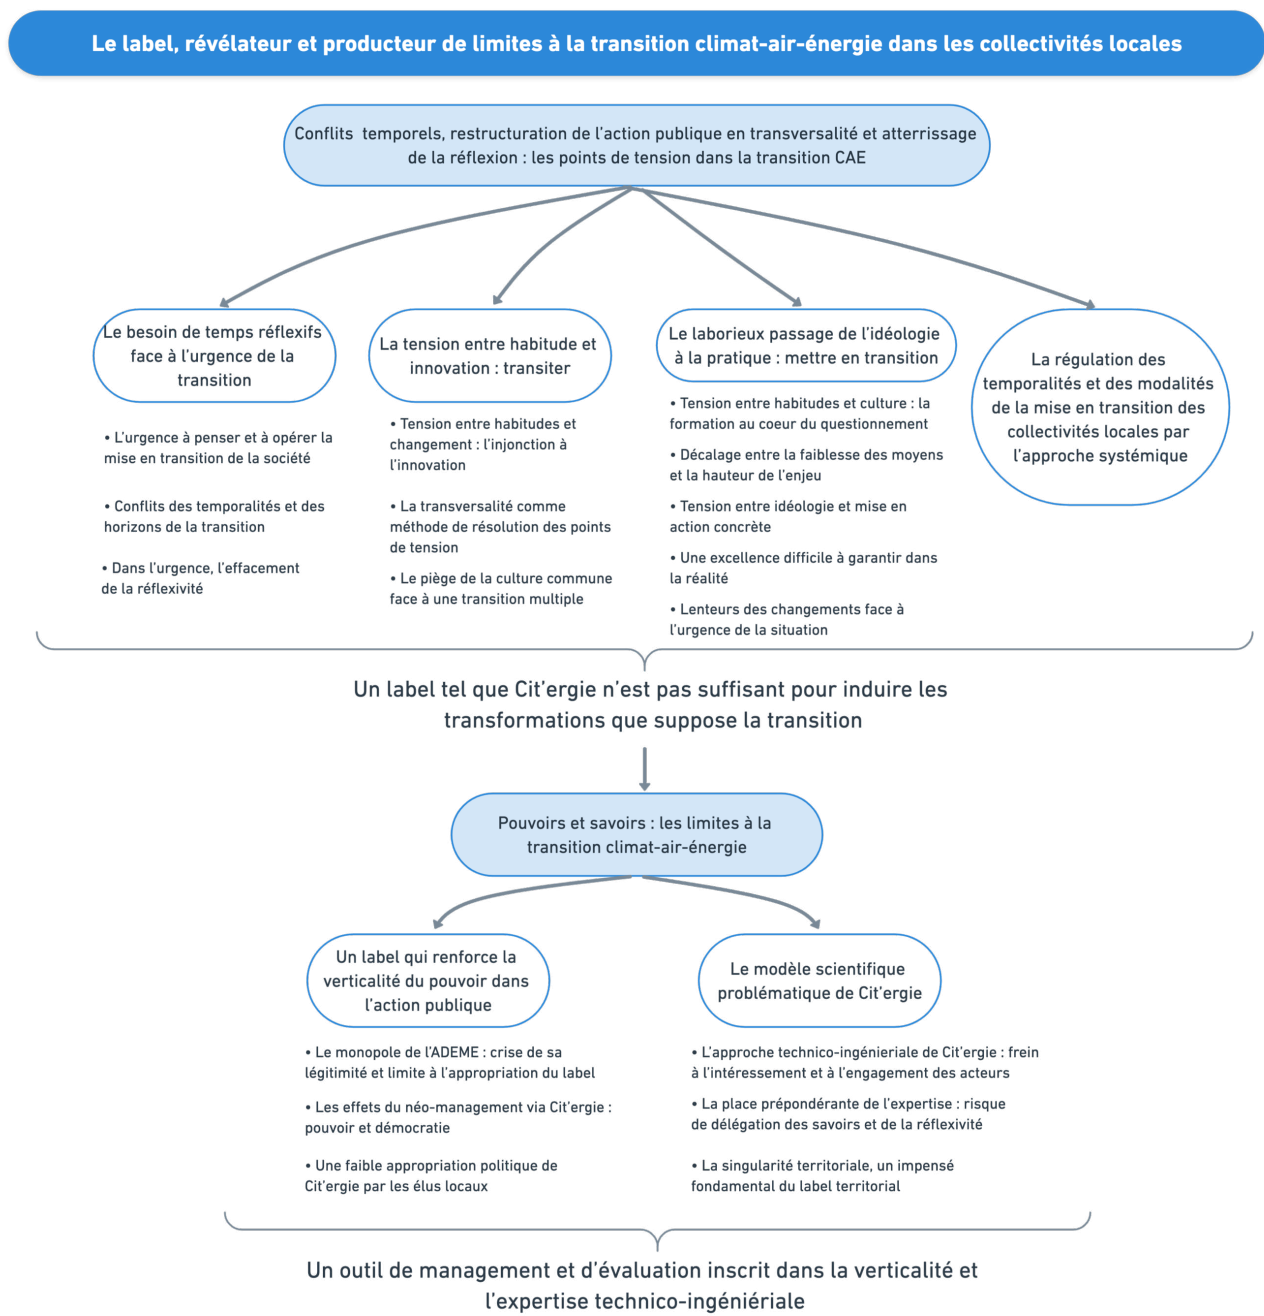 Le label, révélateur et producteur de limites à la transition climat-air-énergie dans les collectivités locales
Conflits temporels, restructuration de l'action publique en transversalité et atterrissage
de la réflexion : les points de tension dans la transition CAE
Le besoin de temps réflexifs
face à l'urgence de la
transition
• L'urgence à penser et à opérer la
mise en transition de la société
• Conflits des temporalités et des
horizons de la transition
• Dans l'urgence, l'effacement
de la réflexivité
La tension entre habitude et
innovation : transiter
• Tension entre habitudes et
changement : l'injonction à
l'innovation
• La transversalité comme
méthode de résolution des points
de tension
• Le piège de la culture commune
face à une transition multiple
Le laborieux passage de l'idéologie
à la pratique : mettre en transition
• Tension entre habitudes et culture : la
formation au coeur du questionnement
• Décalage entre la faiblesse des moyens
et la hauteur de l'enjeu
• Tension entre idéologie et mise en
action concrète
• Une excellence difficile à garantir dans
la réalité
• Lenteurs des changements face à
l'urgence de la situation
La régulation des
temporalités et des modalités
de la mise en transition des
collectivités locales par
l'approche systémique
Un label tel que Cit'ergie n'est pas suffisant pour induire les
transformations que suppose la transition
Pouvoirs et savoirs : les limites à la
transition climat-air-énergie
Un label qui renforce la
verticalité du pouvoir dans
l'action publique
• Le monopole de l'ADEME : crise de sa
légitimité et limite à l'appropriation du label
• Les effets du néo-management via Cit'ergie :
pouvoir et démocratie
• Une faible appropriation politique de
Cit'ergie par les élus locaux
Le modèle scientifique
problématique de Cit'ergie
• L'approche technico-ingénieriale de Cit'ergie : frein
à l'intéressement et à l'engagement des acteurs
• La place prépondérante de l'expertise : risque
de délégation des savoirs et de la réflexivité
• La singularité territoriale, un impensé
fondamental du label territorial
Un outil de management et d'évaluation inscrit dans la verticalité et
l'expertise technico-ingéniériale